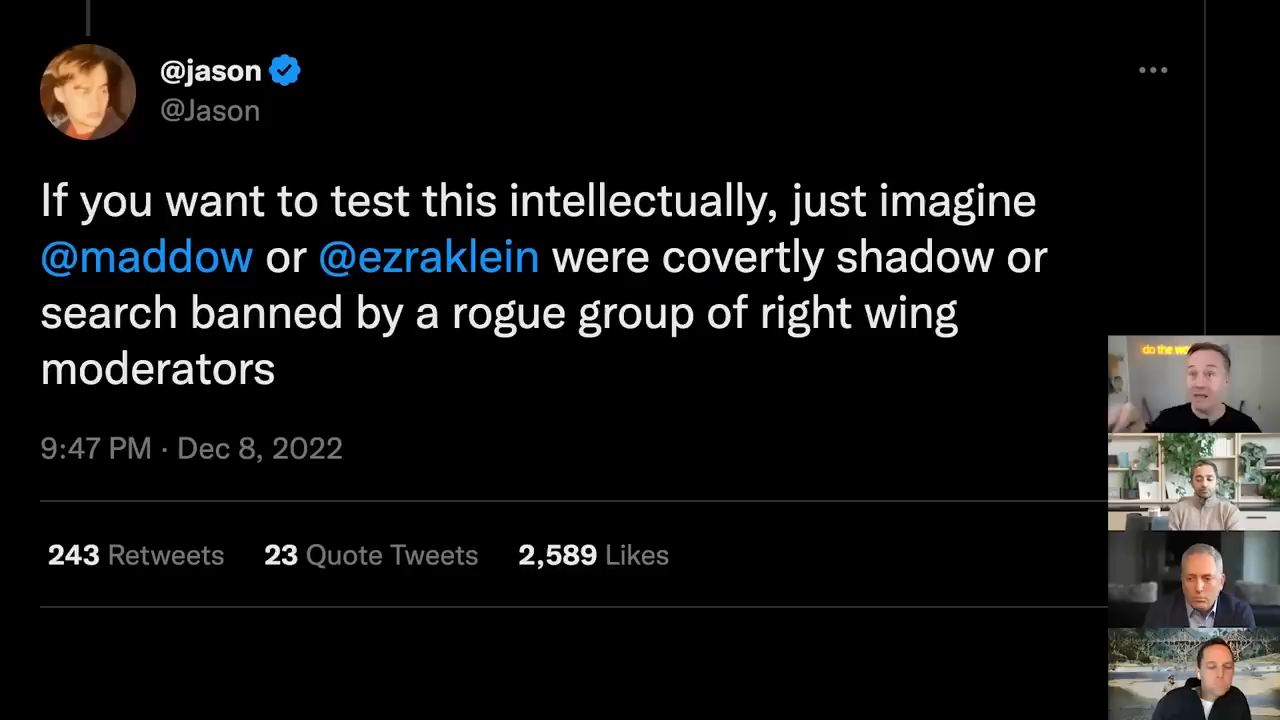 @jason
@Jason
If you want to test this intellectually, just imagine
@maddow or @ezraklein were covertly shadow or
search banned by a rogue group of right wing
moderators
9:47 PM · Dec 8, 2022
243 Retweets 23 Quote Tweets 2,589 Likes
do the